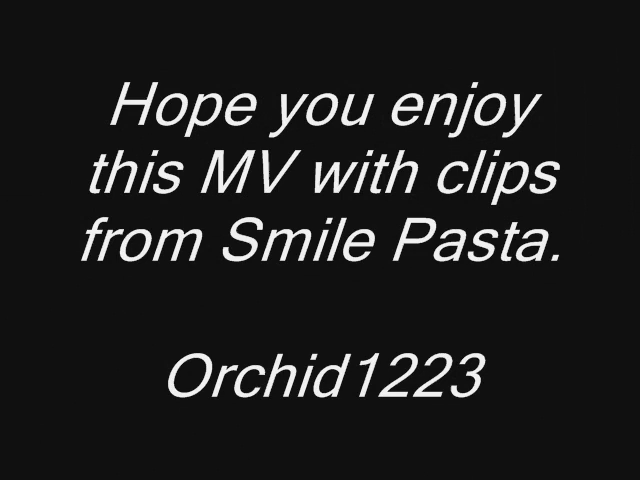 Hope you enjoy
this MV with clips
from Smile Pasta.
Orchid1223